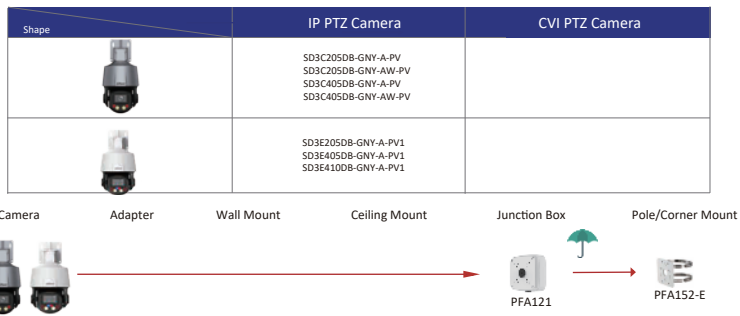 Shape
IP PTZ Camera
CVI PTZ Camera
SD3C205DB-GNY-A-PV
SD3C205DB-GNY-AW-PV
SD3C405DB-GNY-A-PV
SD3C405DB-GNY-AW-PV
SD3E205DB-GNY-A-PV1
SD3E405DB-GNY-A-PV1
SD3E410DB-GNY-A-PV1
Camera Adapter Wall Mount Ceiling Mount Junction Box Pole/Corner Mount
PFA121
PFA152-E